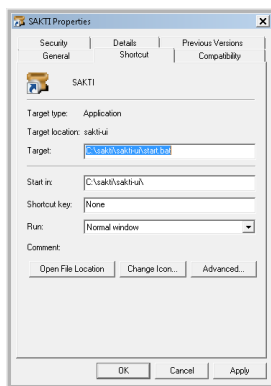 SAKTI Properties
Security Details Previous Versions
General Shortcut Compatibility
SAKTI
Target type: Application
Target location: sakti-ui
Target: C:\sakti\sakti-ui\start.bat
Start in: C:\sakti\sakti-ui\
Shortcut key: None
Run: Normal window
Comment:
Open File Location Change Icon... Advanced...
OK Cancel Apply